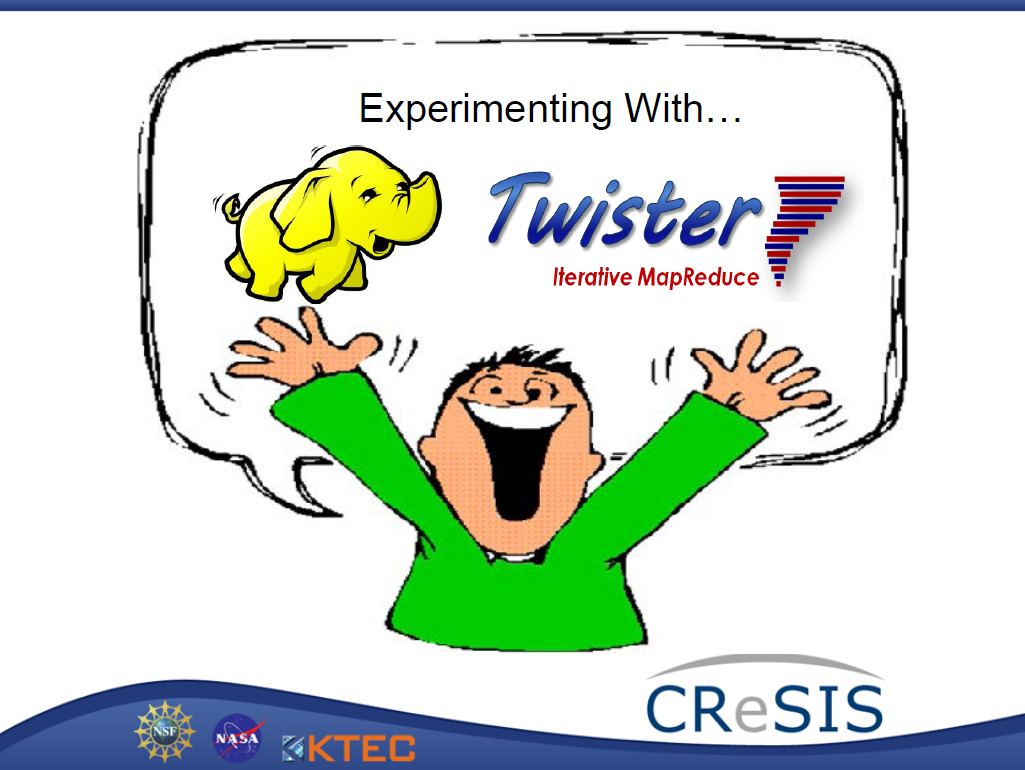 Experimenting With…
Twister
Iterative MapReduce
CReSIS
NSF
NASA
KTEC